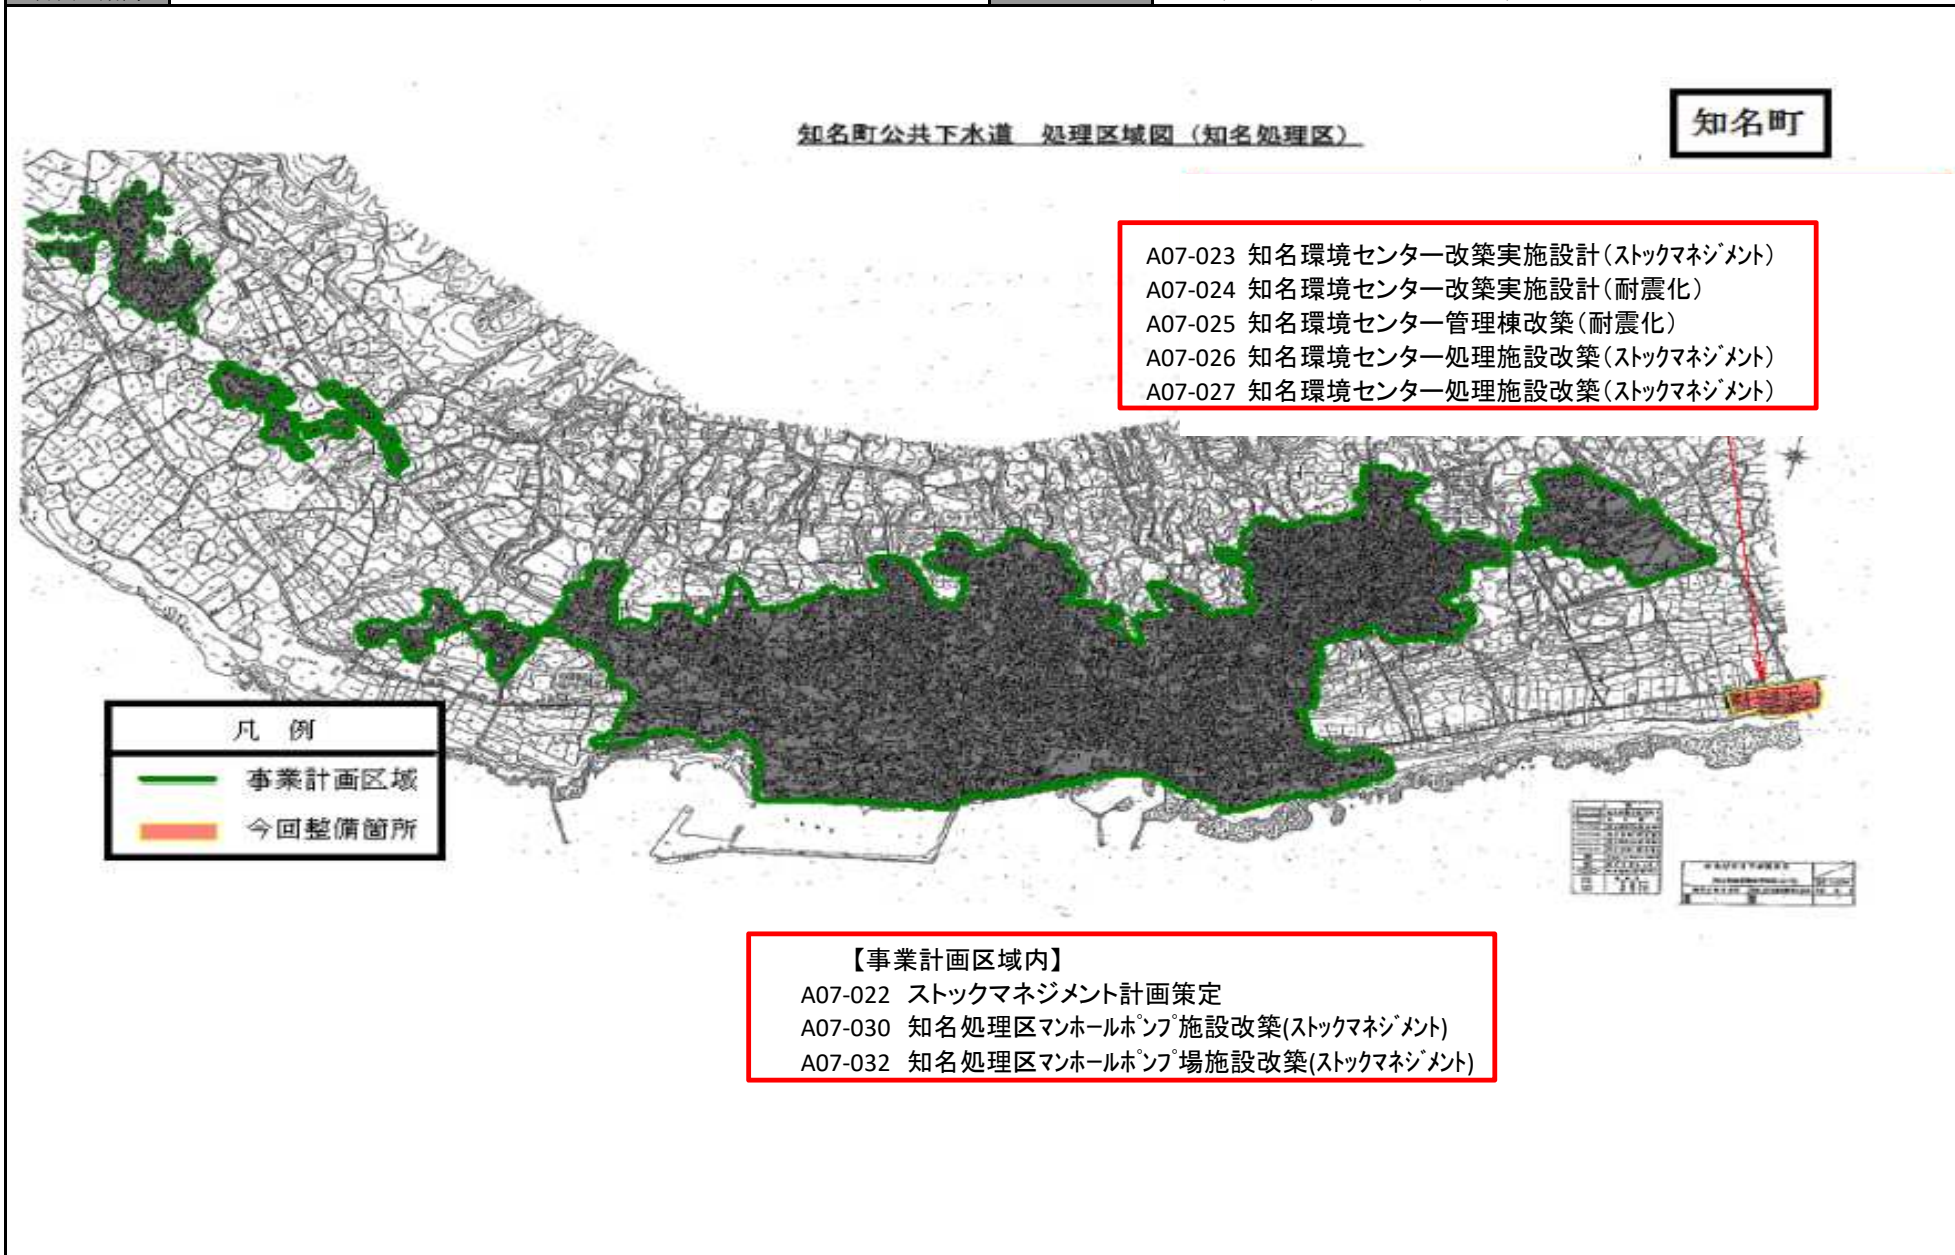 知名町公共下水道　処理区域図（知名処理区）
知名町
A07-023 知名環境センター改築実施設計（ストックマネジメント）
A07-024 知名環境センター改築実施設計（耐震化）
A07-025 知名環境センター管理棟改築（耐震化）
A07-026 知名環境センター処理施設改築（ストックマネジメント）
A07-027 知名環境センター処理施設改築（ストックマネジメント）
凡 例
事業計画区域
今回整備箇所
【事業計画区域内】
A07-022 ストックマネジメント計画策定
A07-030 知名処理区マンホールポンプ施設改築(ストックマネジメント)
A07-032 知名処理区マンホールポンプ場施設改築(ストックマネジメント)